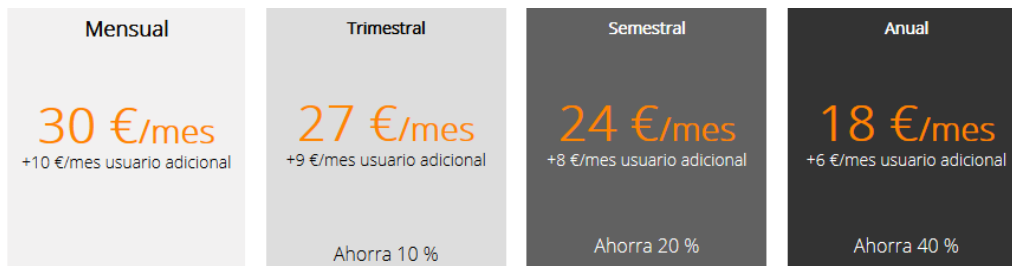 Mensual
30 €/mes
+10 €/mes usuario adicional
Trimestral
27 €/mes
+9 €/mes usuario adicional
Ahorra 10 %
Semestral
24 €/mes
+8 €/mes usuario adicional
Ahorra 20 %
Anual
18 €/mes
+6 €/mes usuario adicional
Ahorra 40 %